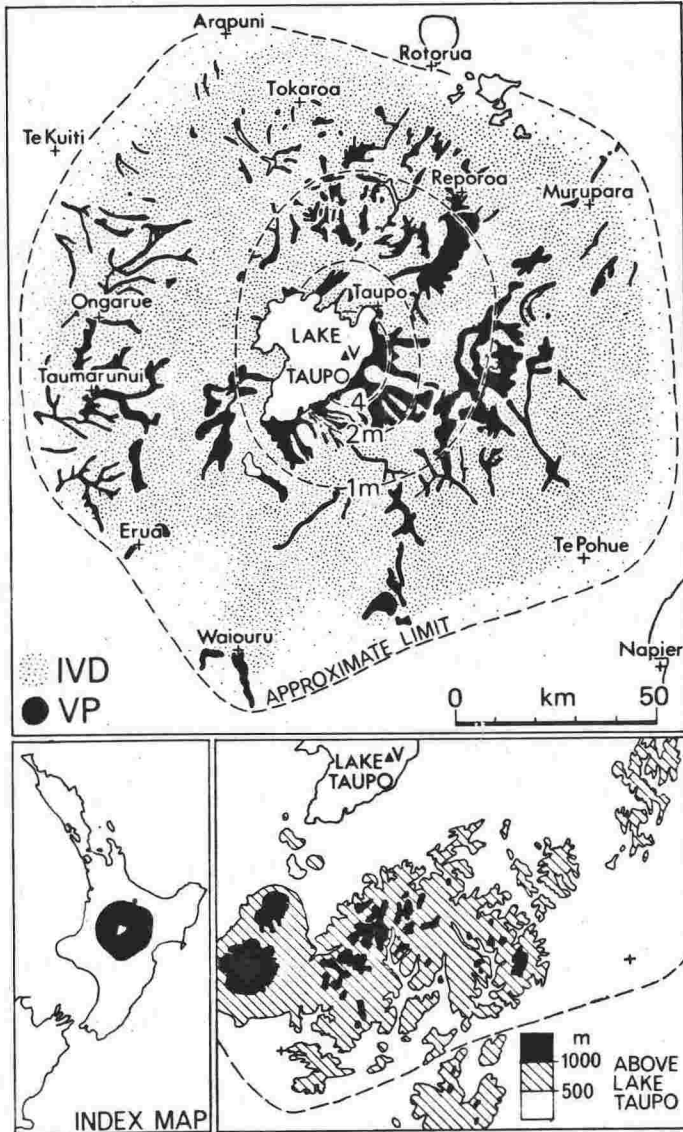 Arapuni
Rotorua
Tokaroa
Te Kuiti
Reporoa
Murupara
Ongarue
Taupo
LAKE
TAUPO
V
3
Taumarunui
4
2m
1m
Erua
Te Pohue
Waiouru
APPROXIMATE LIMIT
Napier
IVD
VP
0 km 50
LAKE
TAUPO
V
INDEX MAP
m
1000
500
ABOVE
LAKE
TAUPO